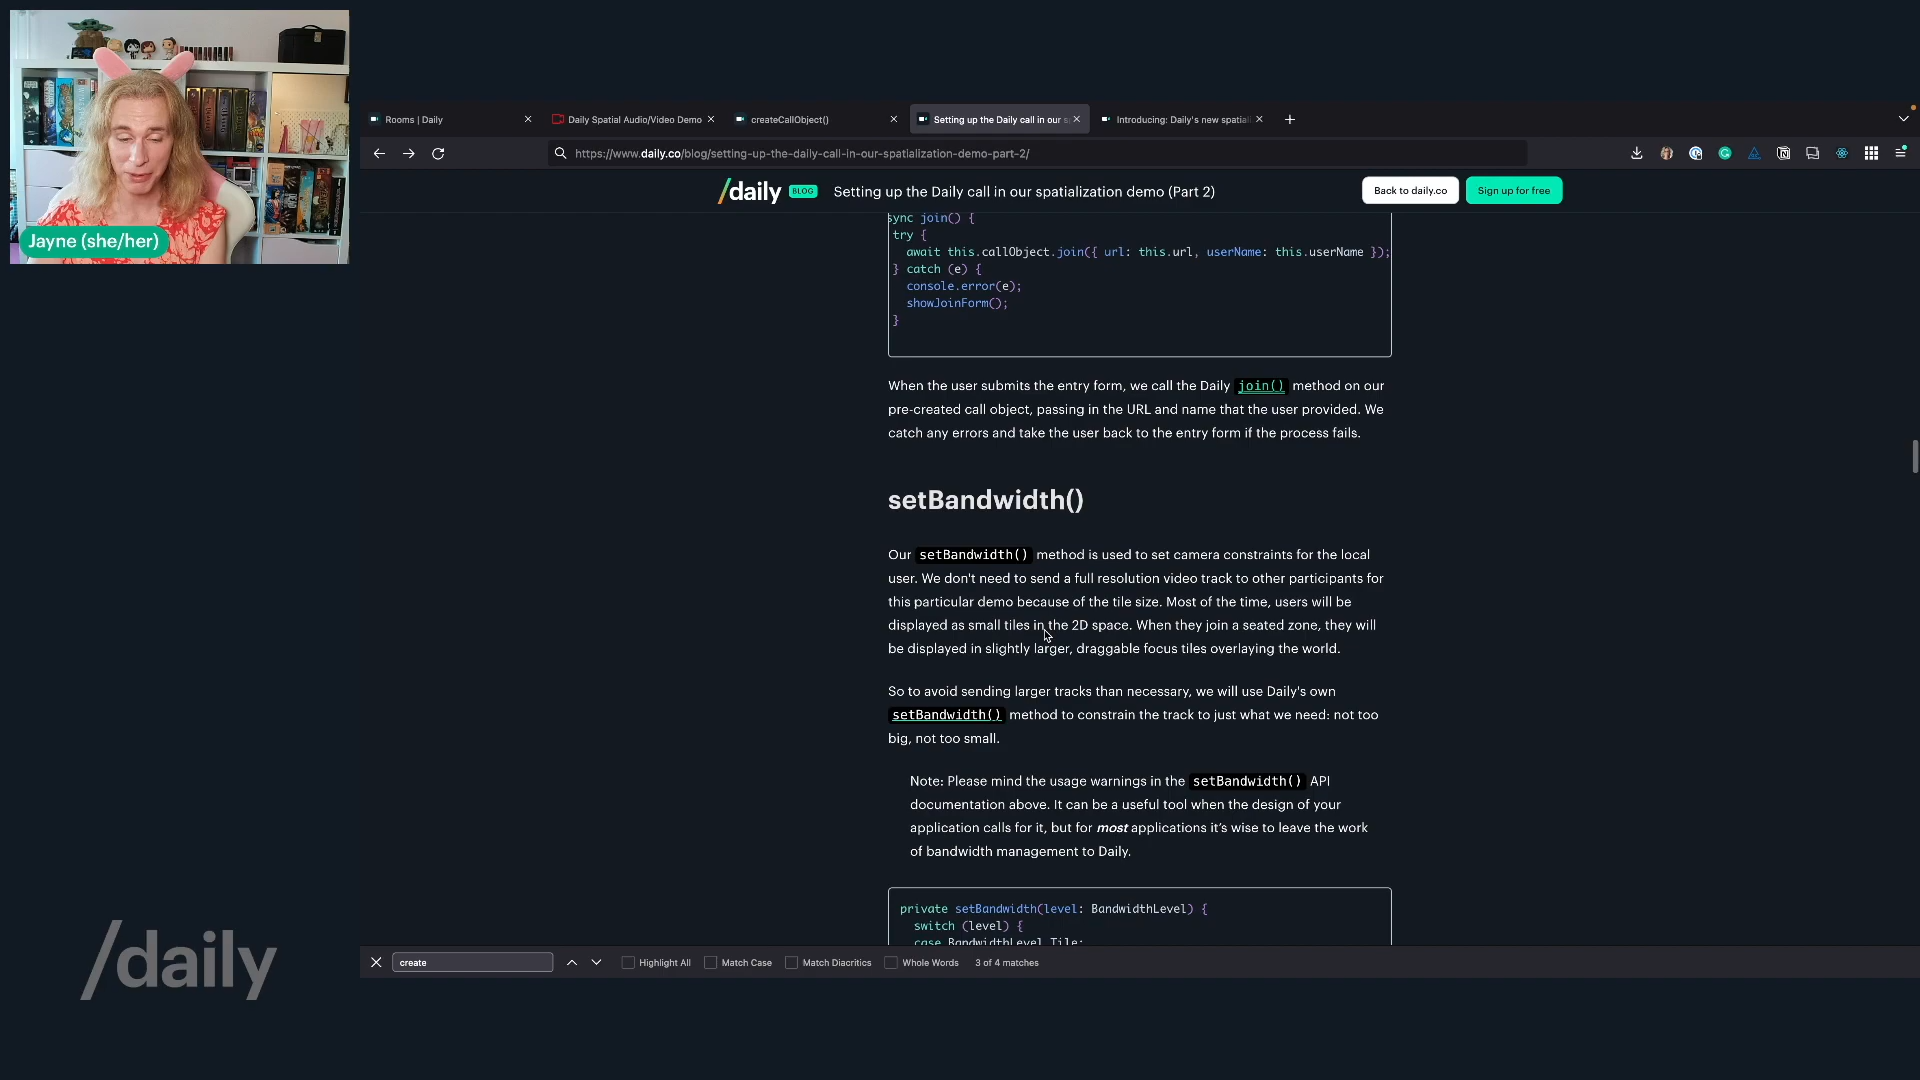 Rooms | Daily
Daily Spatial Audio/Video Demo
createCallObject()
Setting up the Daily call in our s
Introducing: Daily's new spatial
https://www.daily.co/blog/setting-up-the-daily-call-in-our-spatialization-demo-part-2/
/daily BLOG Setting up the Daily call in our spatialization demo (Part 2) Back to daily.co Sign up for free
Jayne (she/her)
sync join() {
try {
await this.callObject.join({ url: this.url, userName: this.userName });
} catch (e) {
console.error(e);
showJoinForm();
}
When the user submits the entry form, we call the Daily join() method on our
pre-created call object, passing in the URL and name that the user provided. We
catch any errors and take the user back to the entry form if the process fails.
setBandwidth()
Our setBandwidth() method is used to set camera constraints for the local
user. We don't need to send a full resolution video track to other participants for
this particular demo because of the tile size. Most of the time, users will be
displayed as small tiles in the 2D space. When they join a seated zone, they will
be displayed in slightly larger, draggable focus tiles overlaying the world.
So to avoid sending larger tracks than necessary, we will use Daily's own
setBandwidth() method to constrain the track to just what we need: not too
big, not too small.
Note: Please mind the usage warnings in the setBandwidth() API
documentation above. It can be a useful tool when the design of your
application calls for it, but for most applications it’s wise to leave the work
of bandwidth management to Daily.
private setBandwidth(level: BandwidthLevel) {
switch (level) {
case BandwidthLevel.Tile:
/daily
create Highlight All Match Case Match Diacritics Whole Words 3 of 4 matches